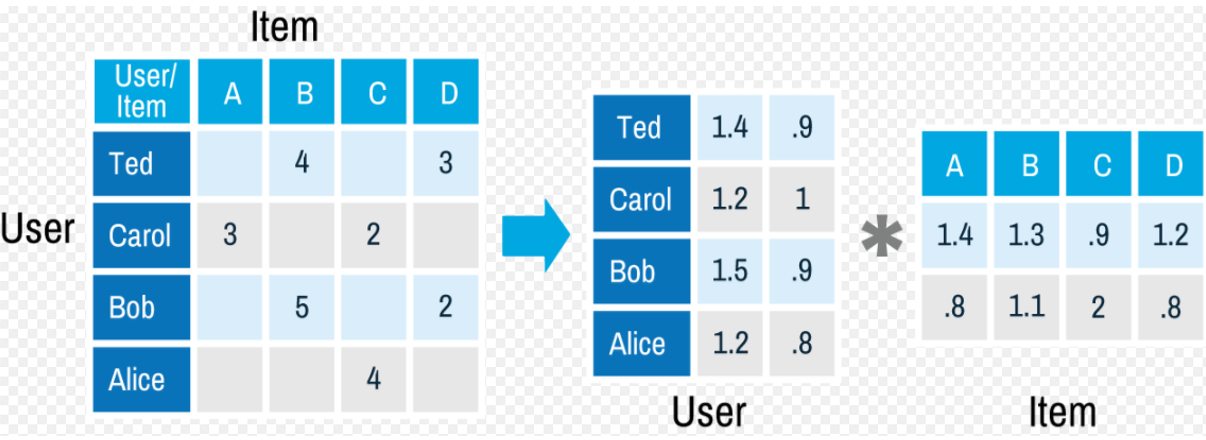 Item
User/
Item A B C D
Ted 4 3
User Carol 3 2
Bob 5 2
Alice 4
Ted 1.4 .9
Carol 1.2 1
Bob 1.5 .9
Alice 1.2 .8
User
*
A B C D
1.4 1.3 .9 1.2
.8 1.1 2 .8
Item